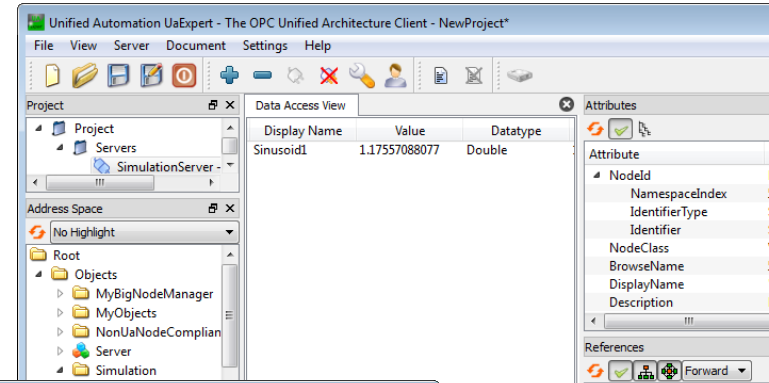 Unified Automation UaExpert - The OPC Unified Architecture Client - NewProject*
File View Server Document Settings Help
Project
Project
Servers
SimulationServer -
Address Space
No Highlight
Root
Objects
MyBigNodeManager
MyObjects
NonUaNodeComplian
Server
Simulation
Data Access View
Display Name Value Datatype
Sinusoid1 1.17557088077 Double
Attributes
Attribute
NodeId
NamespaceIndex
IdentifierType
Identifier
NodeClass
BrowseName
DisplayName
Description
References
Forward